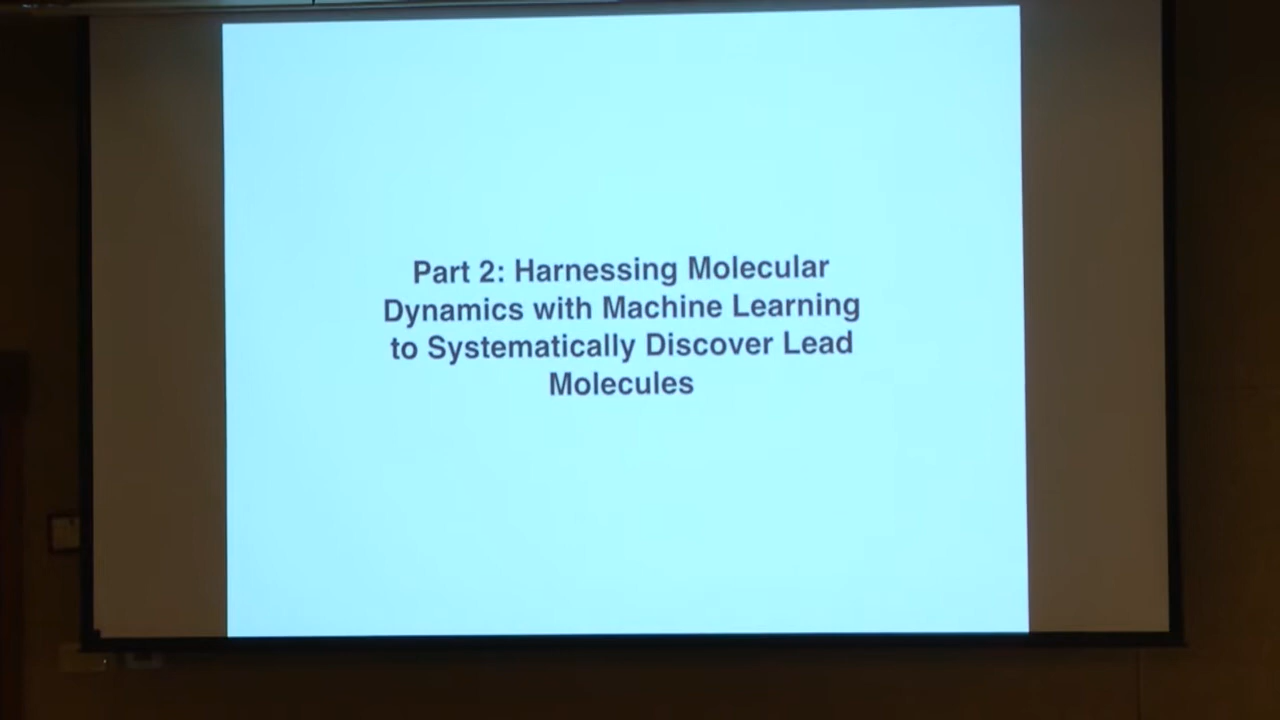 Part 2: Harnessing Molecular
Dynamics with Machine Learning
to Systematically Discover Lead
Molecules